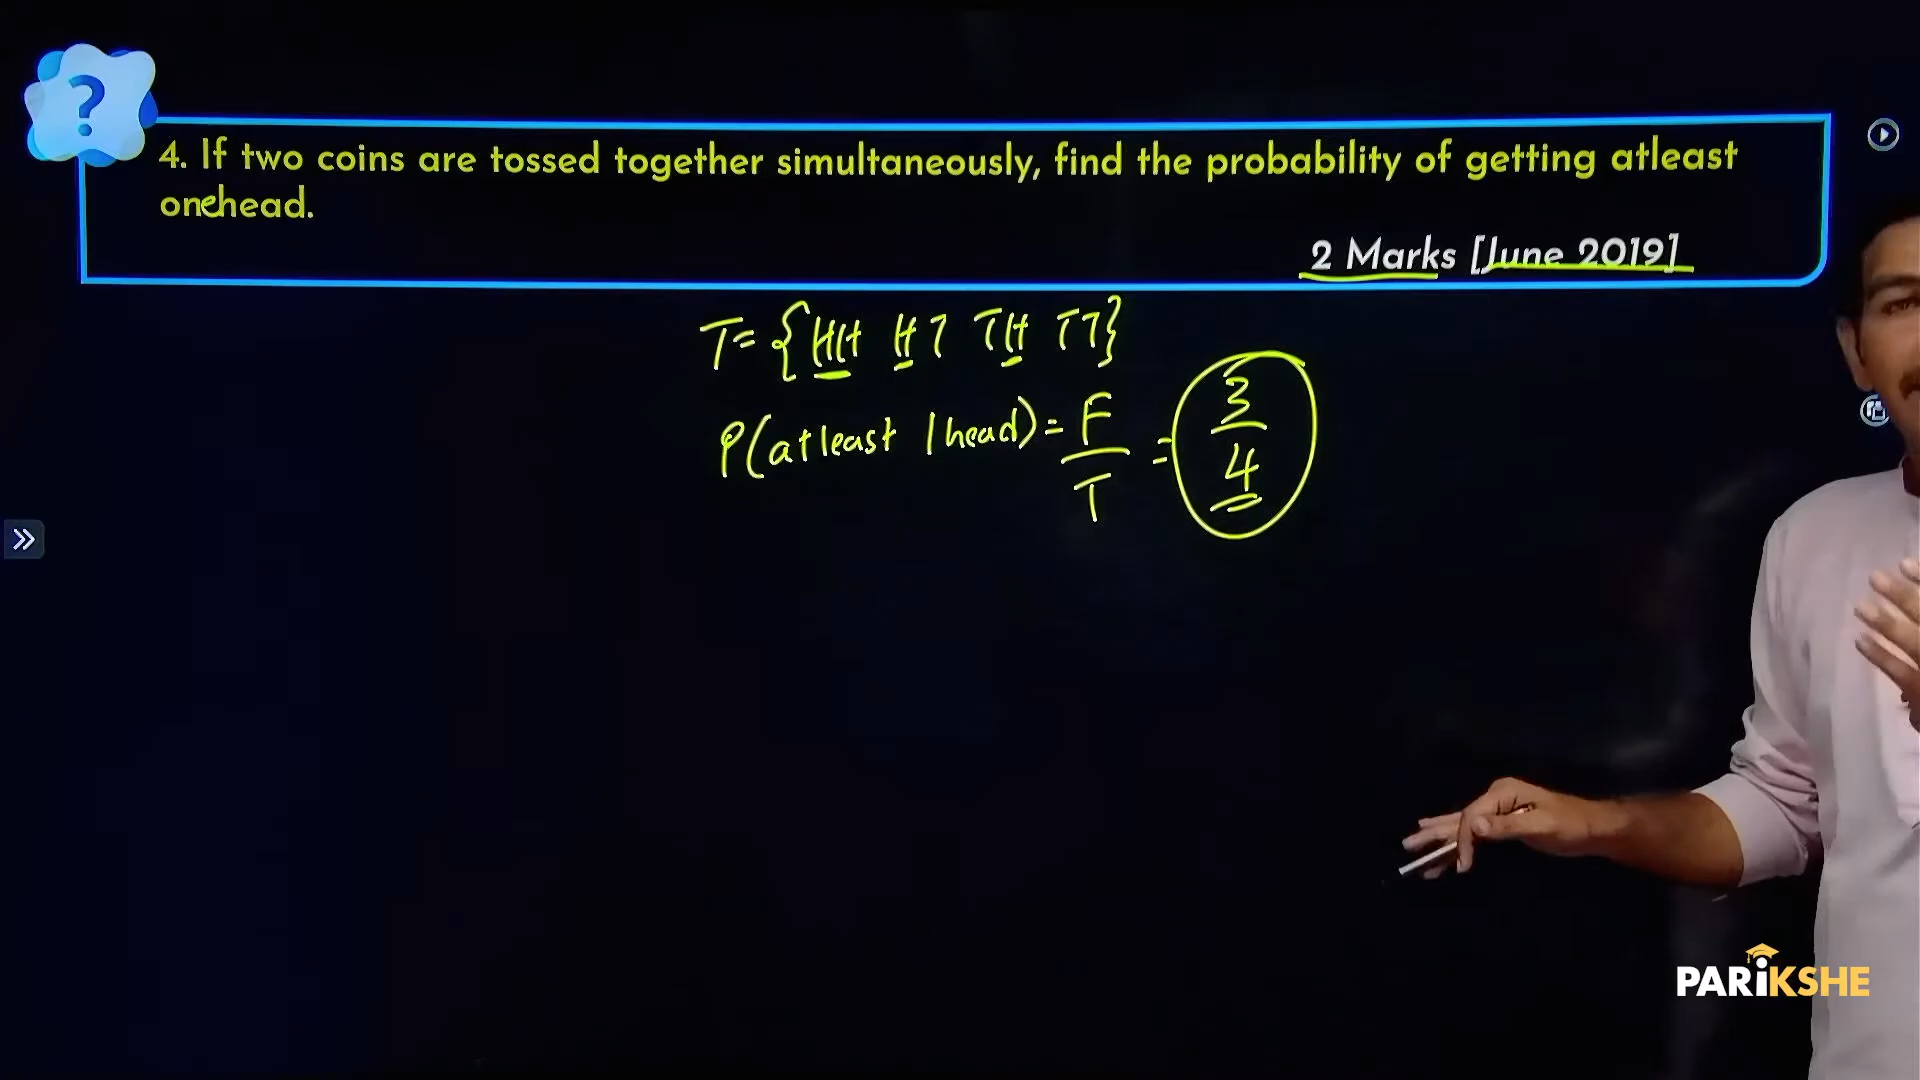 ?
4. If two coins are tossed together simultaneously, find the probability of getting atleast
onehead.
2 Marks [June 2019]
T= {HH HT TH TT}
P(atleast 1 head) = F/T = 3/4
PARiKSHE